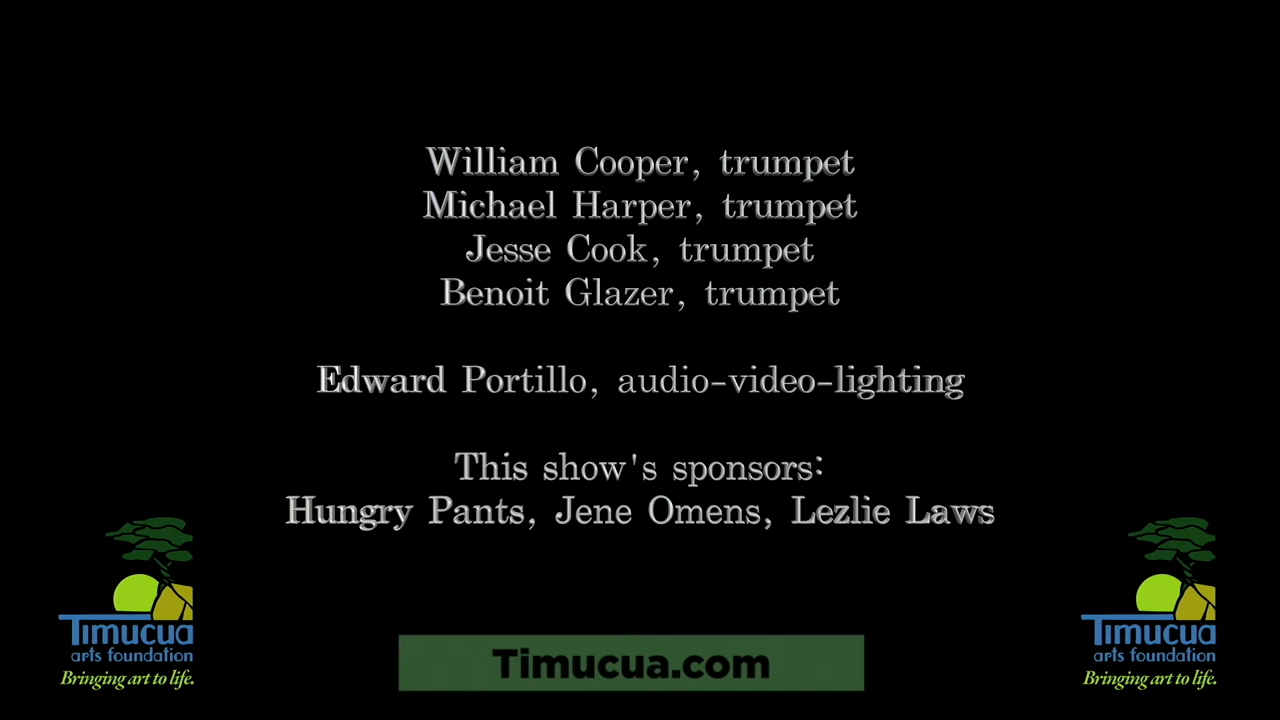 William Cooper, trumpet
Michael Harper, trumpet
Jesse Cook, trumpet
Benoit Glazer, trumpet
Edward Portillo, audio-video-lighting
This show's sponsors:
Hungry Pants, Jene Omens, Lezlie Laws
Timucua
arts foundation
Bringing art to life.
Timucua.com
Timucua
arts foundation
Bringing art to life.